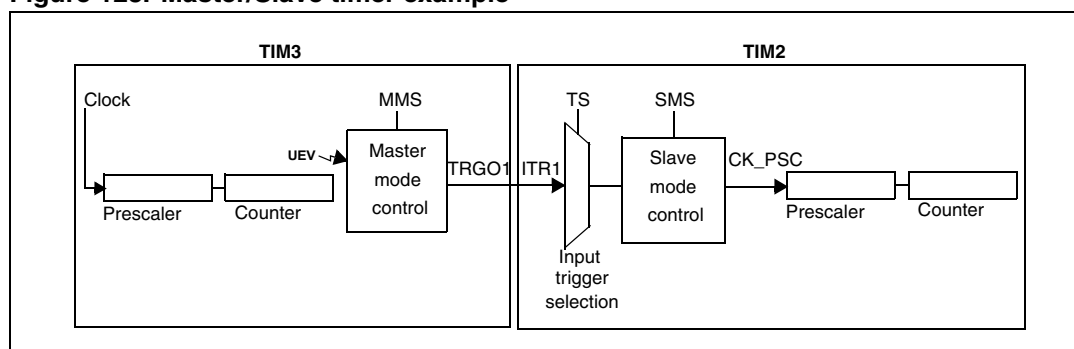 Figure 123. Master/Slave timer example
TIM3
TIM2
Clock
MMS
TS
SMS
UEV
Master
mode
control
TRGO1
ITR1
Slave
mode
control
CK_PSC
Prescaler
Counter
Prescaler
Counter
Input
trigger
selection